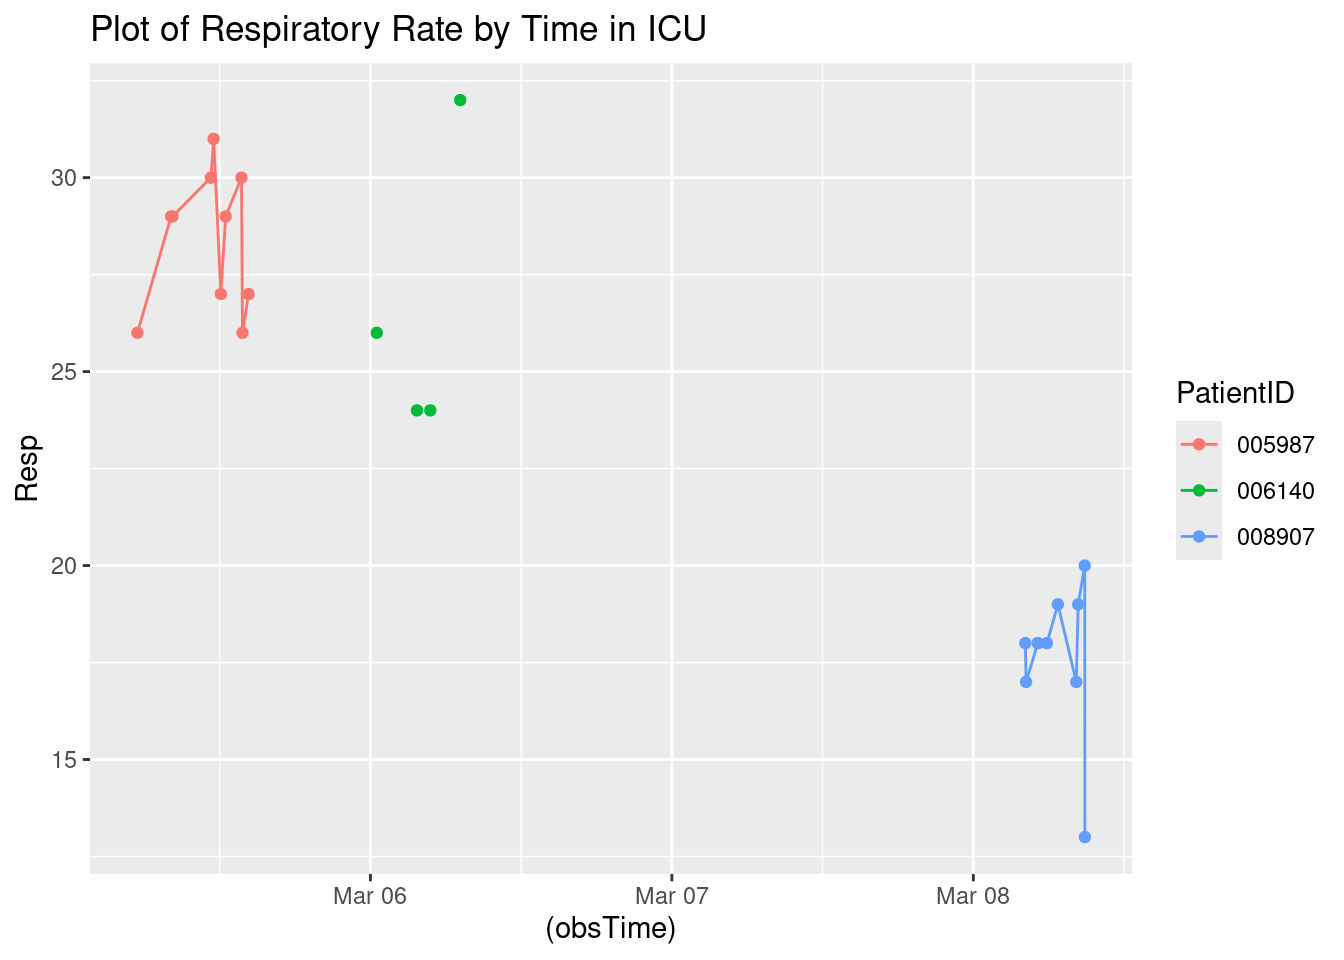 Plot of Respiratory Rate by Time in ICU
Resp
30
25
20
15
Mar 06
Mar 07
Mar 08
(obsTime)
PatientID
005987
006140
008907